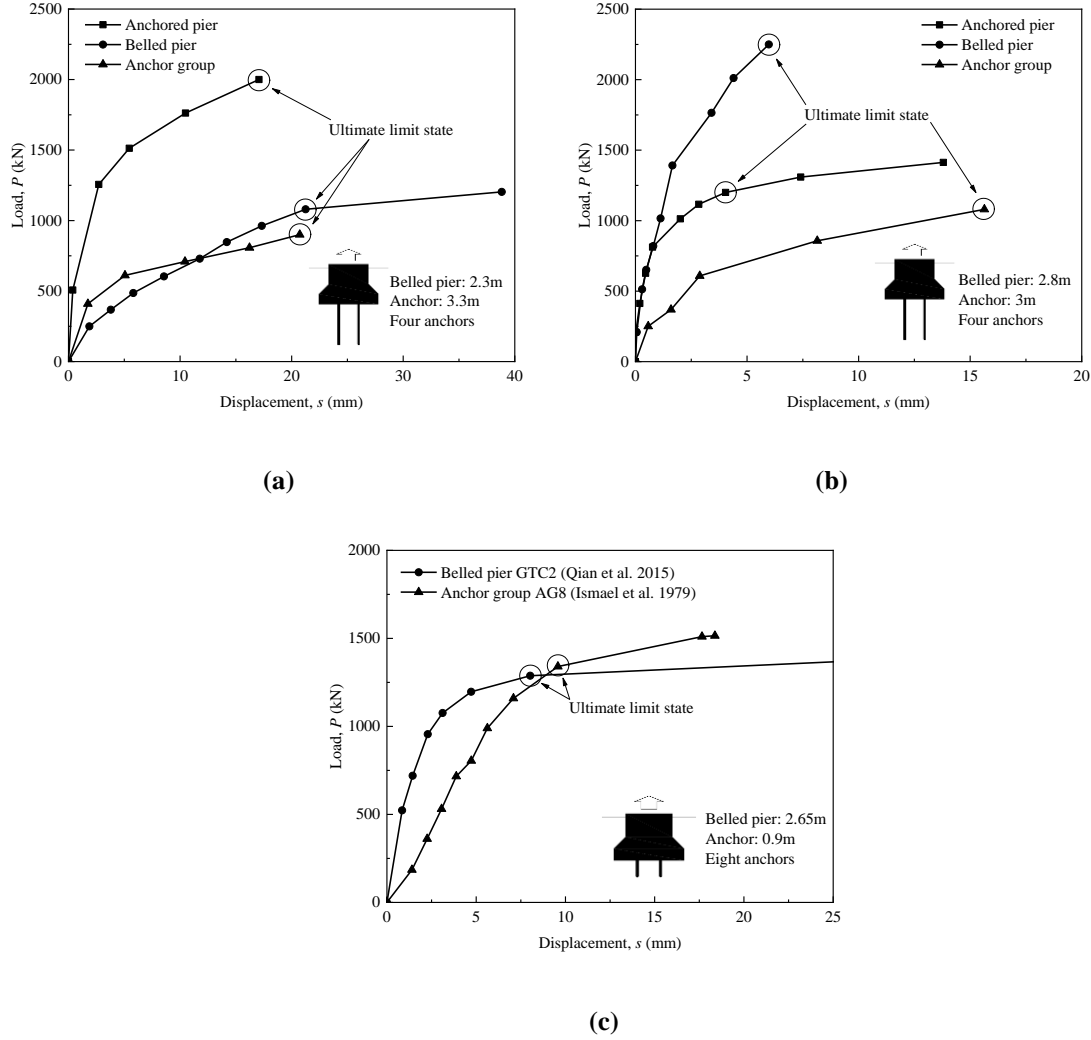 2500
2000
1500
1000
500
0
Load, P (kN)
Anchored pier
Belled pier
Anchor group
Ultimate limit state
Belled pier: 2.3m
Anchor: 3.3m
Four anchors
0 10 20 30 40
Displacement, s (mm)
(a)
2500
2000
1500
1000
500
0
Load, P (kN)
Anchored pier
Belled pier
Anchor group
Ultimate limit state
Belled pier: 2.8m
Anchor: 3m
Four anchors
0 5 10 15 20
Displacement, s (mm)
(b)
2000
1500
1000
500
0
Load, P (kN)
Belled pier GTC2 (Qian et al. 2015)
Anchor group AG8 (Ismael et al. 1979)
Ultimate limit state
Belled pier: 2.65m
Anchor: 0.9m
Eight anchors
0 5 10 15 20 25
Displacement, s (mm)
(c)